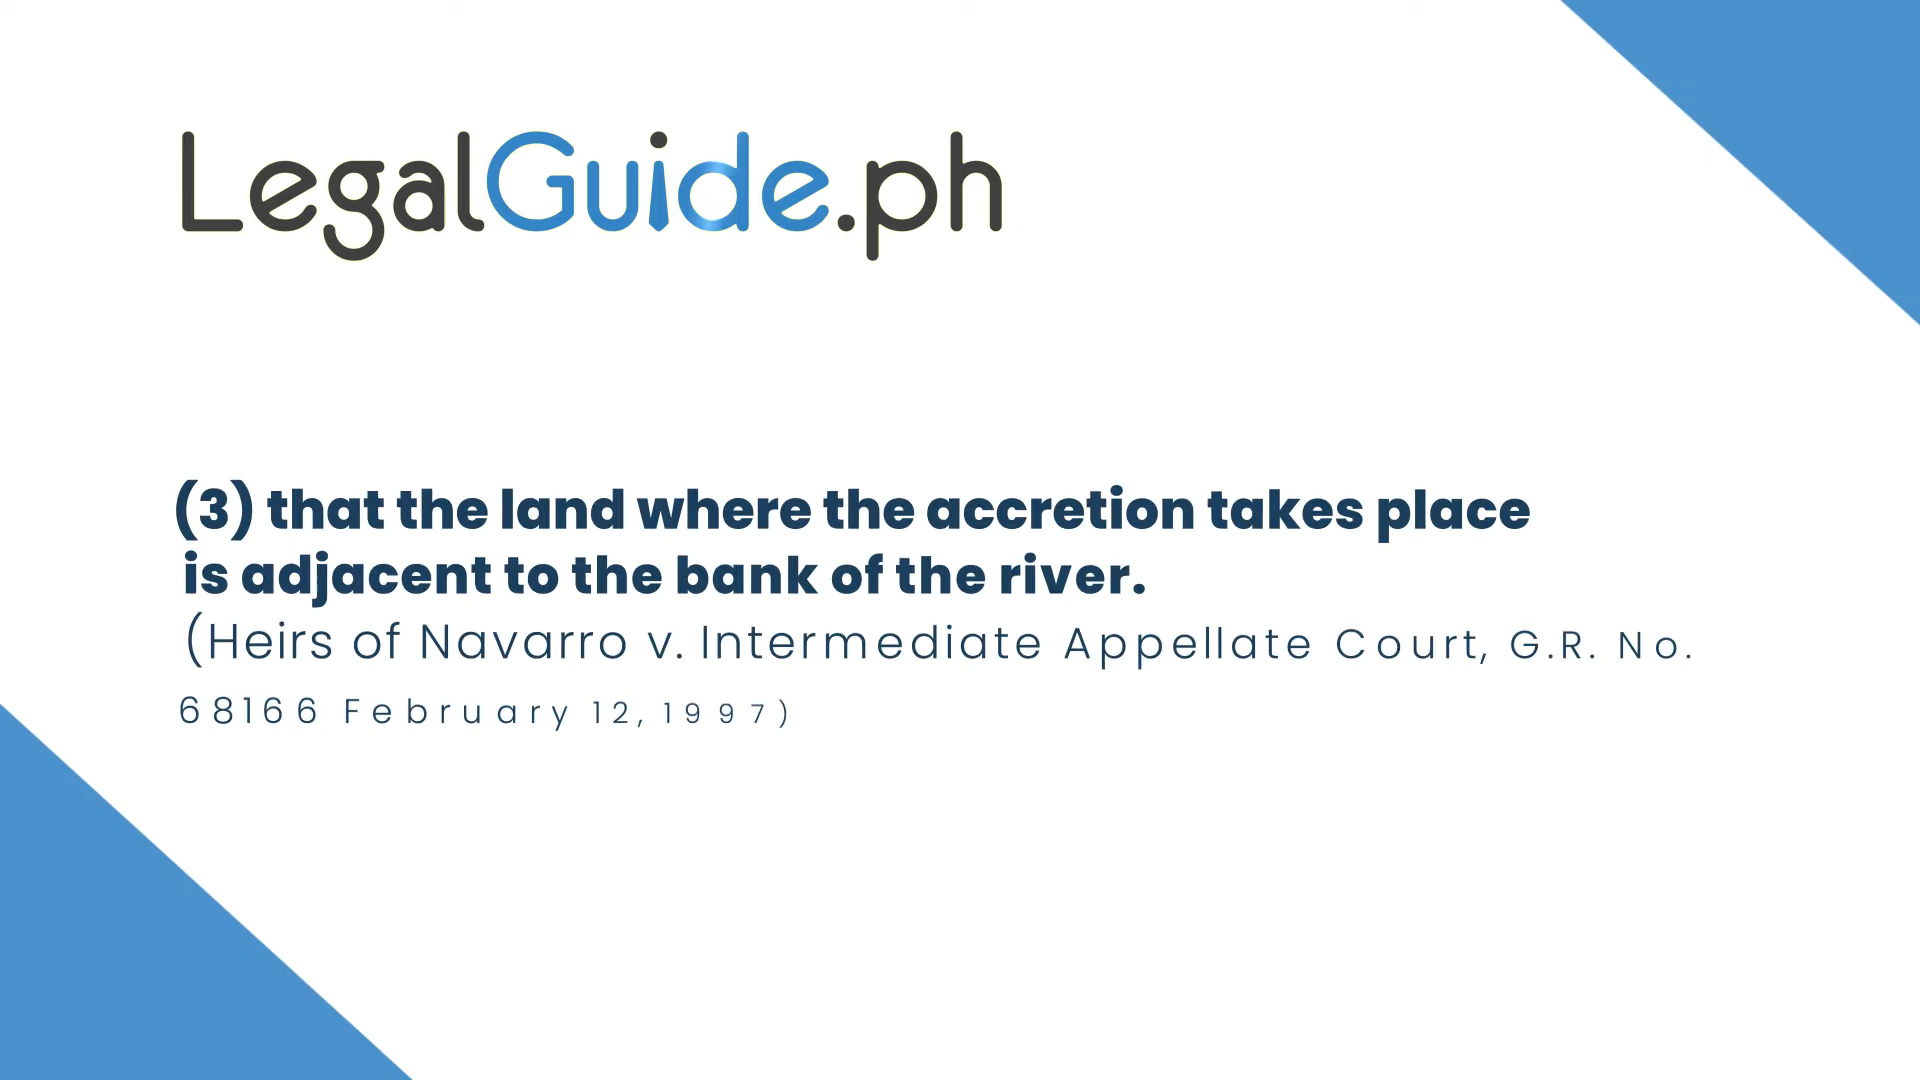 LegalGuide.ph
(3) that the land where the accretion takes place
is adjacent to the bank of the river.
(Heirs of Navarro v. Intermediate Appellate Court, G.R. No.
68166 February 12, 1997)